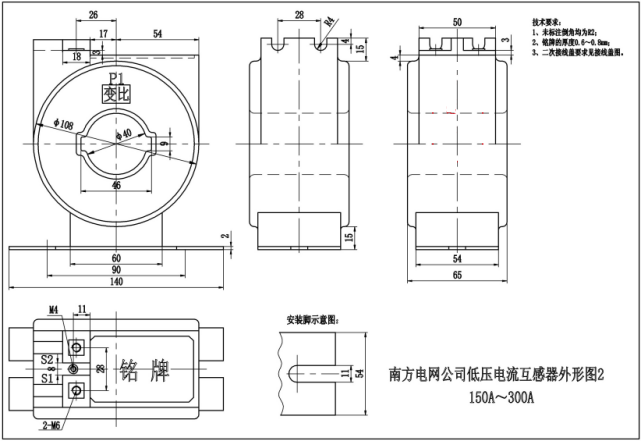 26
17
54
28
R4
4
15
50
3
4
技术要求:
1、未标注倒角均为R2;
2、铭牌的厚度0.6~0.8mm;
3、二次接线盖要求见接线盖图。
18
3
P1
变比
φ108
φ40
9
46
2
15
60
90
140
54
65
M4
11
S2
8
S1
28
铭牌
2-M6
安装脚示意图:
11
54
南方电网公司低压电流互感器外形图2
150A~300A